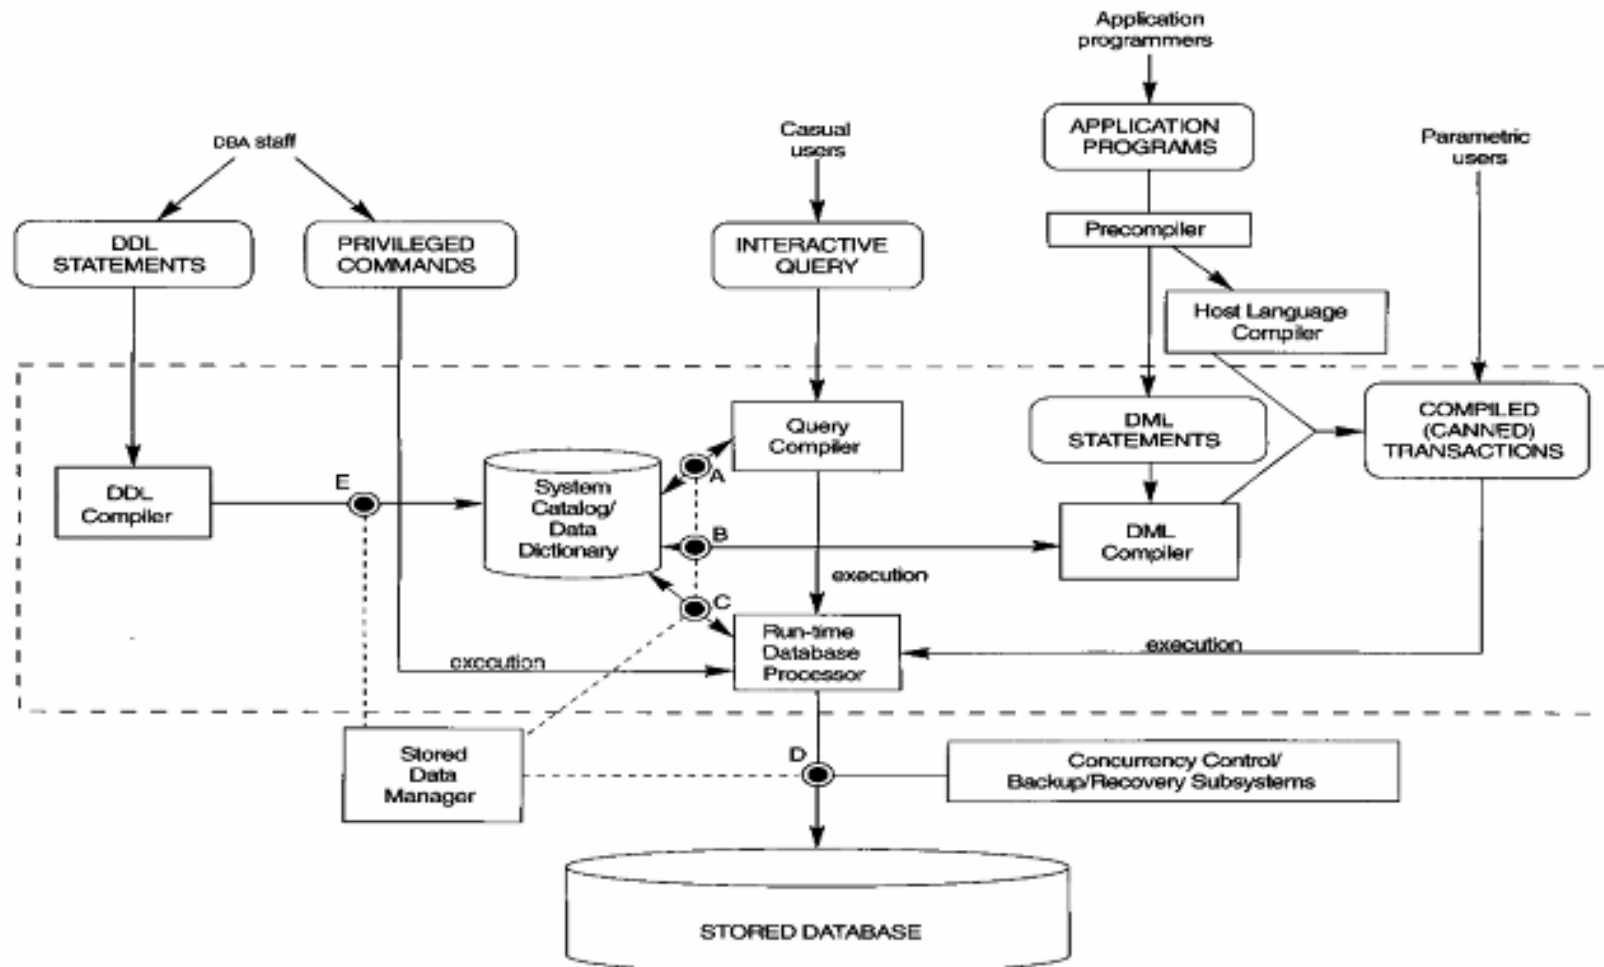 Application
programmers
DBA staff
Casual
users
APPLICATION
PROGRAMS
Parametric
users
DDL
STATEMENTS
PRIVILEGED
COMMANDS
INTERACTIVE
QUERY
Precompiler
Host Language
Compiler
Query
Compiler
DML
STATEMENTS
COMPILED
(CANNED)
TRANSACTIONS
DDL
Compiler
E
System
Catalog/
Data
Dictionary
A
B
C
DML
Compiler
execution
Run-time
Database
Processor
execution
execution
Stored
Data
Manager
D
Concurrency Control/
Backup/Recovery Subsystems
STORED DATABASE